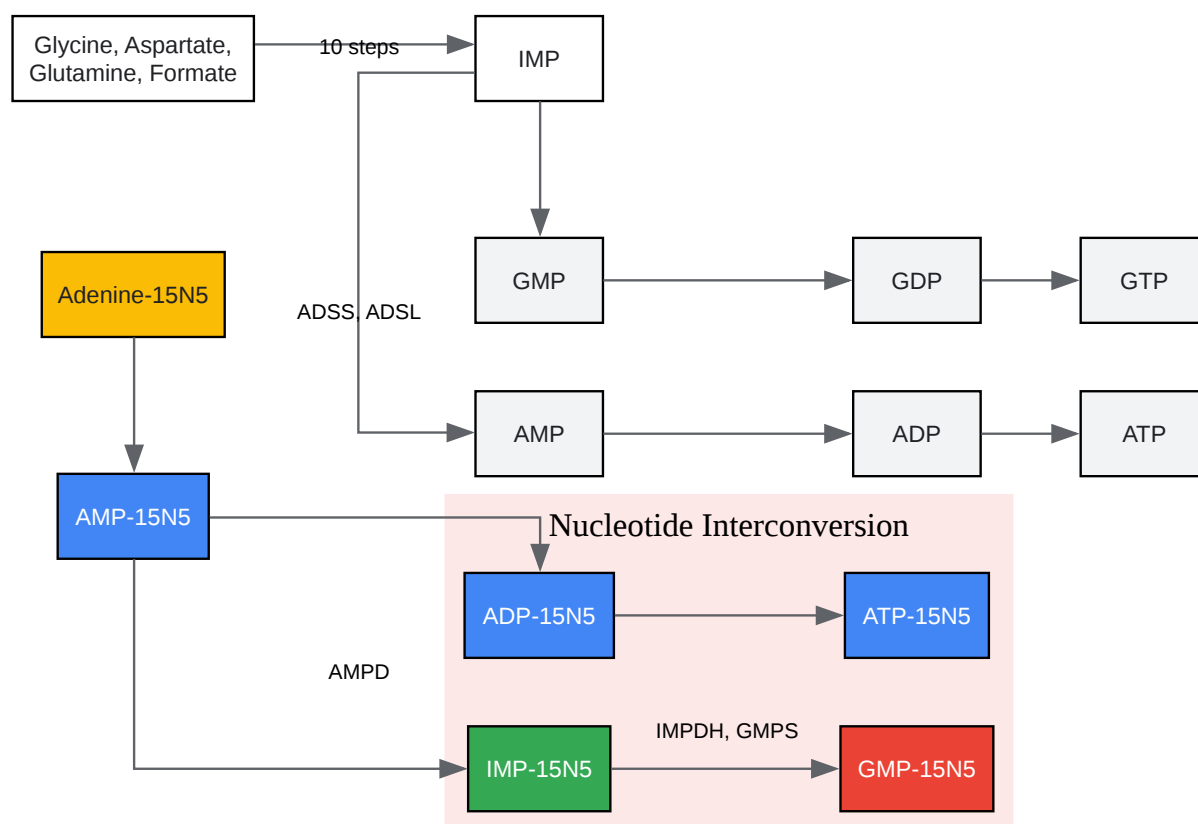 Glycine, Aspartate,
Glutamine, Formate
10 steps
IMP
GMP
GDP
GTP
Adenine-15N5
ADSS, ADSL
AMP
ADP
ATP
AMP-15N5
Nucleotide Interconversion
ADP-15N5
ATP-15N5
AMPD
IMPDH, GMPS
IMP-15N5
GMP-15N5